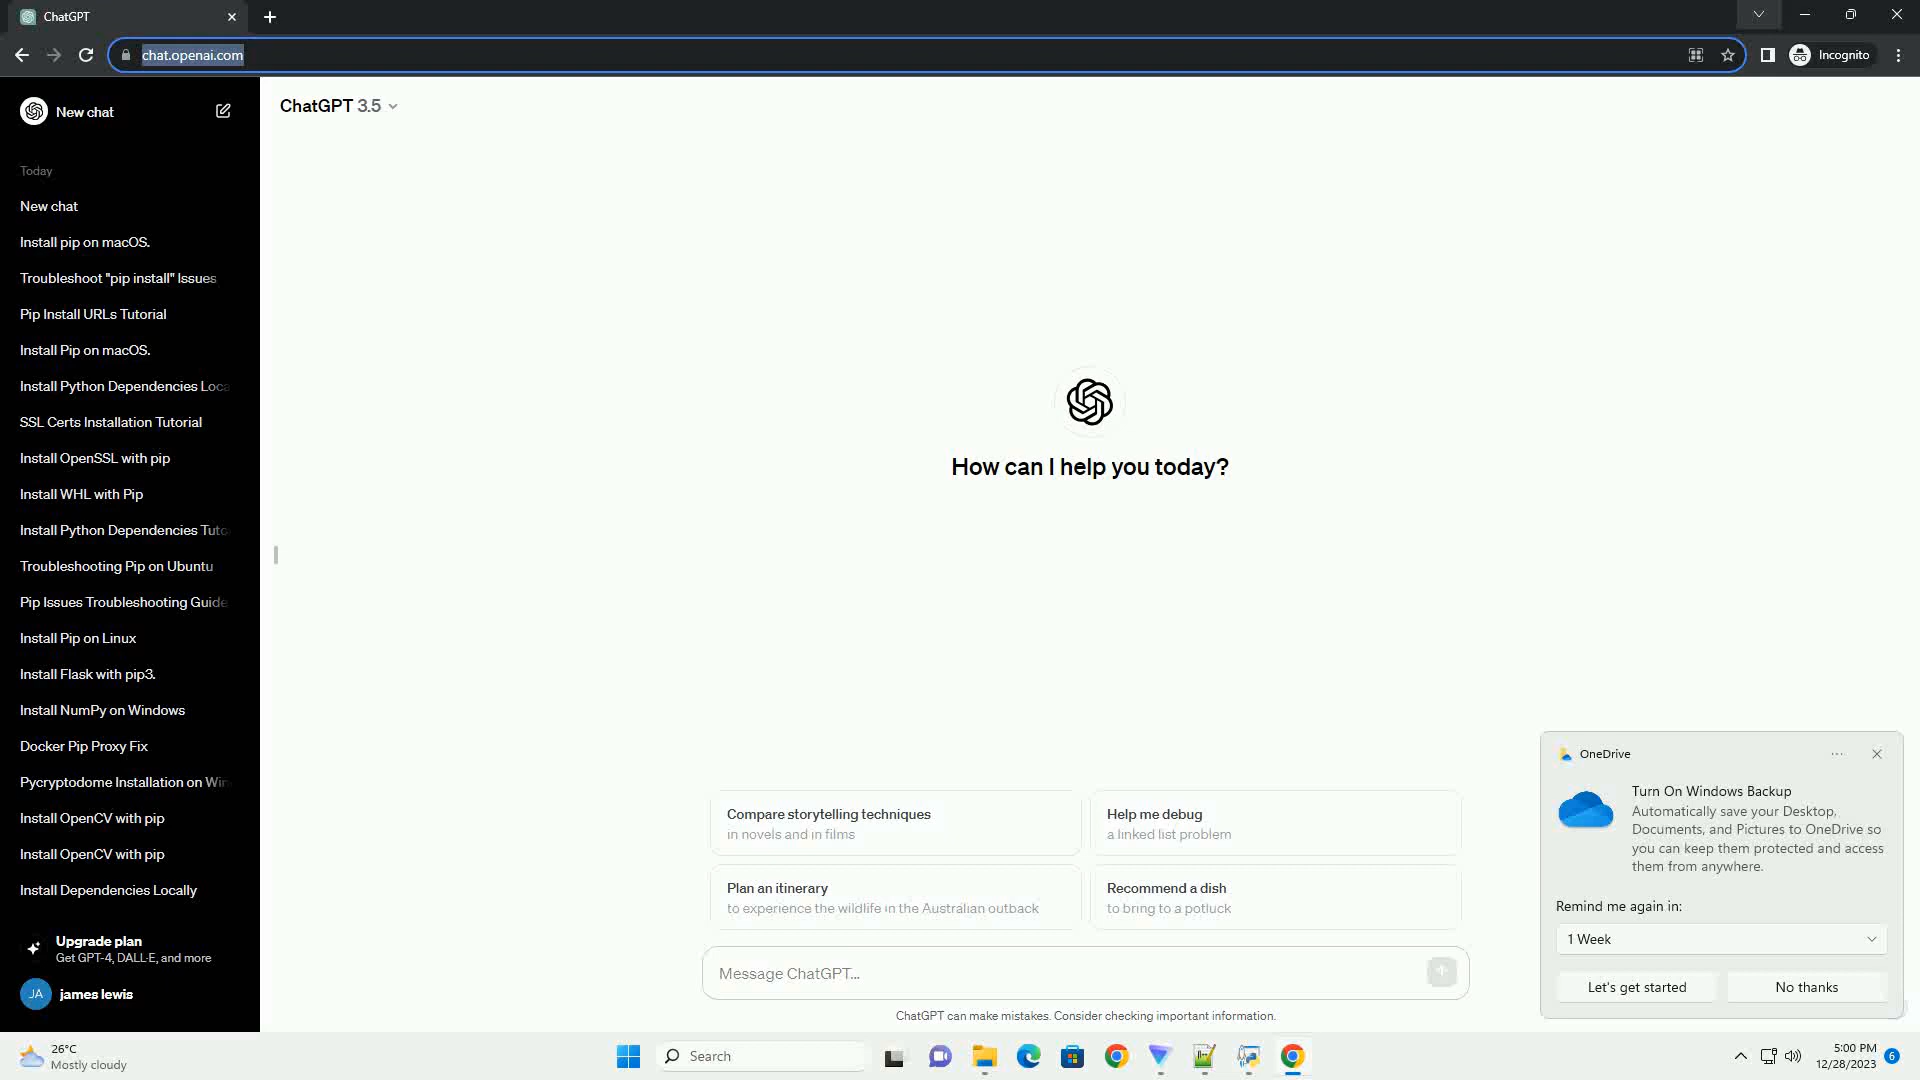 ChatGPT
chat.openai.com
Incognito
New chat
Today
New chat
Install pip on macOS.
Troubleshoot "pip install" Issues
Pip Install URLs Tutorial
Install Pip on macOS.
Install Python Dependencies Loca
SSL Certs Installation Tutorial
Install OpenSSL with pip
Install WHL with Pip
Install Python Dependencies Tuto
Troubleshooting Pip on Ubuntu
Pip Issues Troubleshooting Guide
Install Pip on Linux
Install Flask with pip3.
Install NumPy on Windows
Docker Pip Proxy Fix
Pycryptodome Installation on Win
Install OpenCV with pip
Install OpenCV with pip
Install Dependencies Locally
Upgrade plan
Get GPT-4, DALL·E, and more
JA
james lewis
ChatGPT 3.5
How can I help you today?
Compare storytelling techniques
in novels and in films
Help me debug
a linked list problem
Plan an itinerary
to experience the wildlife in the Australian outback
Recommend a dish
to bring to a potluck
Message ChatGPT...
ChatGPT can make mistakes. Consider checking important information.
OneDrive
Turn On Windows Backup
Automatically save your Desktop,
Documents, and Pictures to OneDrive so
you can keep them protected and access
them from anywhere.
Remind me again in:
1 Week
Let's get started
No thanks
26°C
Mostly cloudy
Search
5:00 PM
12/28/2023
6